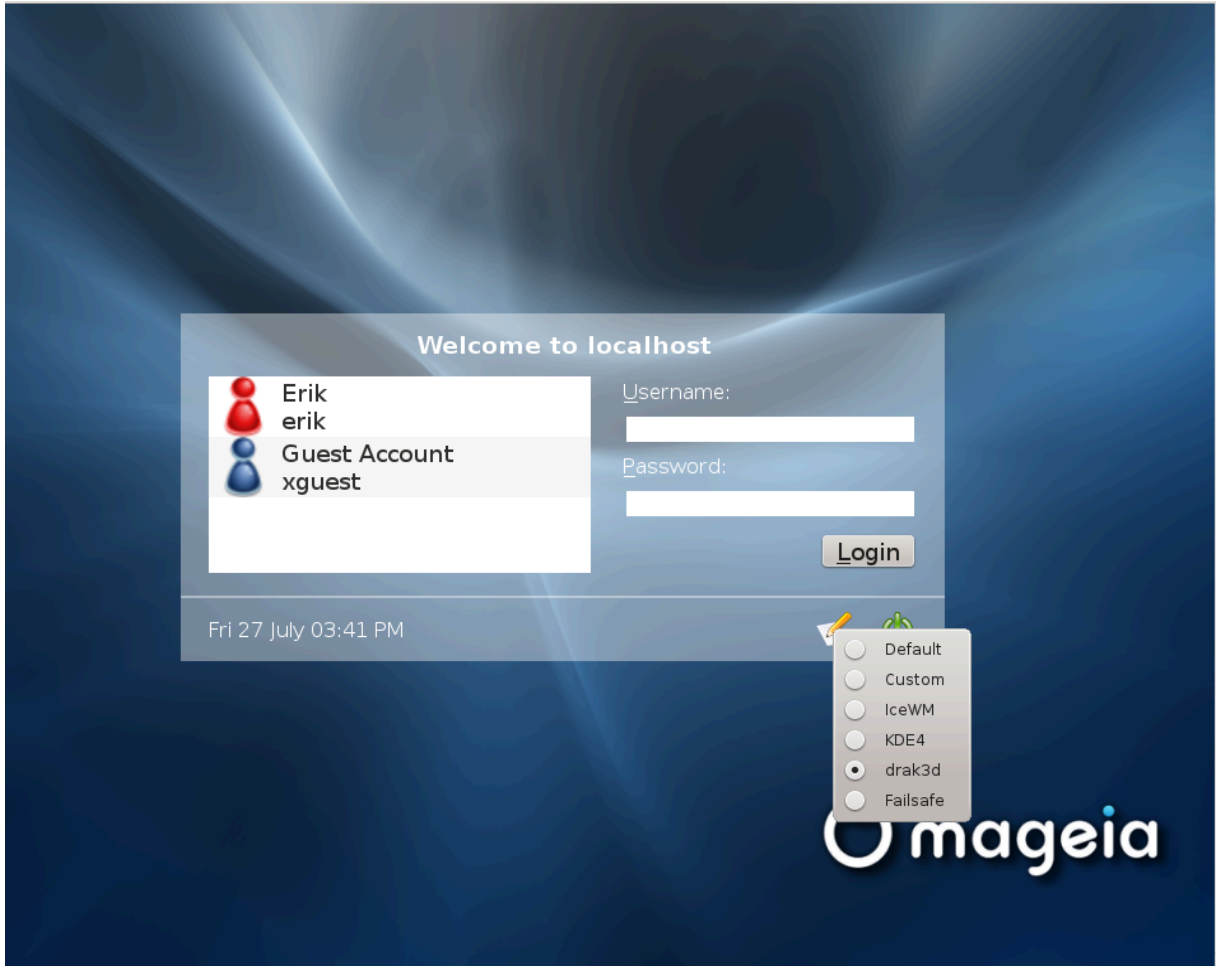 Welcome to localhost
Erik
erik
Guest Account
xguest
Username:
Password:
Login
Fri 27 July 03:41 PM
Default
Custom
IceWM
KDE4
drak3d
Failsafe
mageia